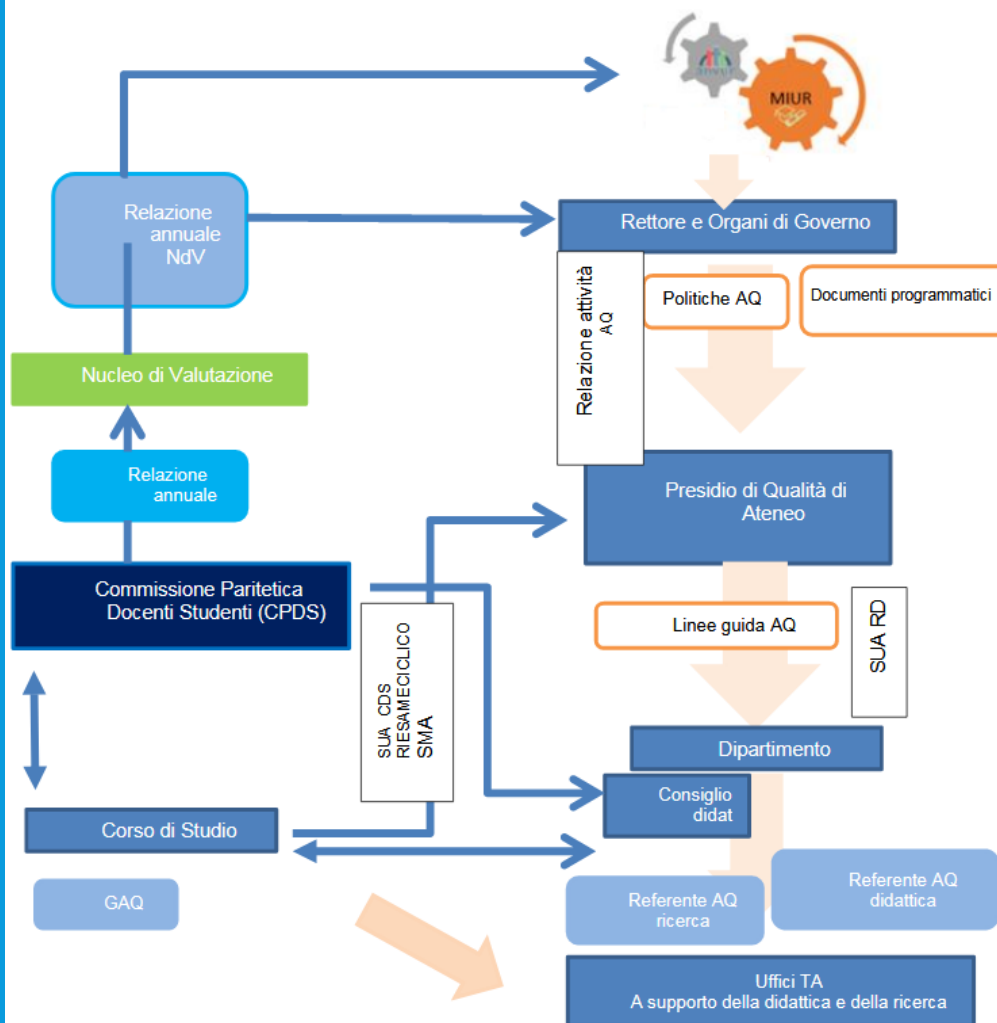 MIUR
Relazione
annuale
NdV
Rettore e Organi di Governo
Relazione attività
AQ
Politiche AQ
Documenti programmatici
Nucleo di Valutazione
Relazione
annuale
Presidio di Qualità di
Ateneo
Commissione Paritetica
Docenti Studenti (CPDS)
SUA CDS
RIESAMECICLICO
SMA
Linee guida AQ
SUA RD
Dipartimento
Consiglio
didat
Corso di Studio
GAQ
Referente AQ
ricerca
Referente AQ
didattica
Uffici TA
A supporto della didattica e della ricerca